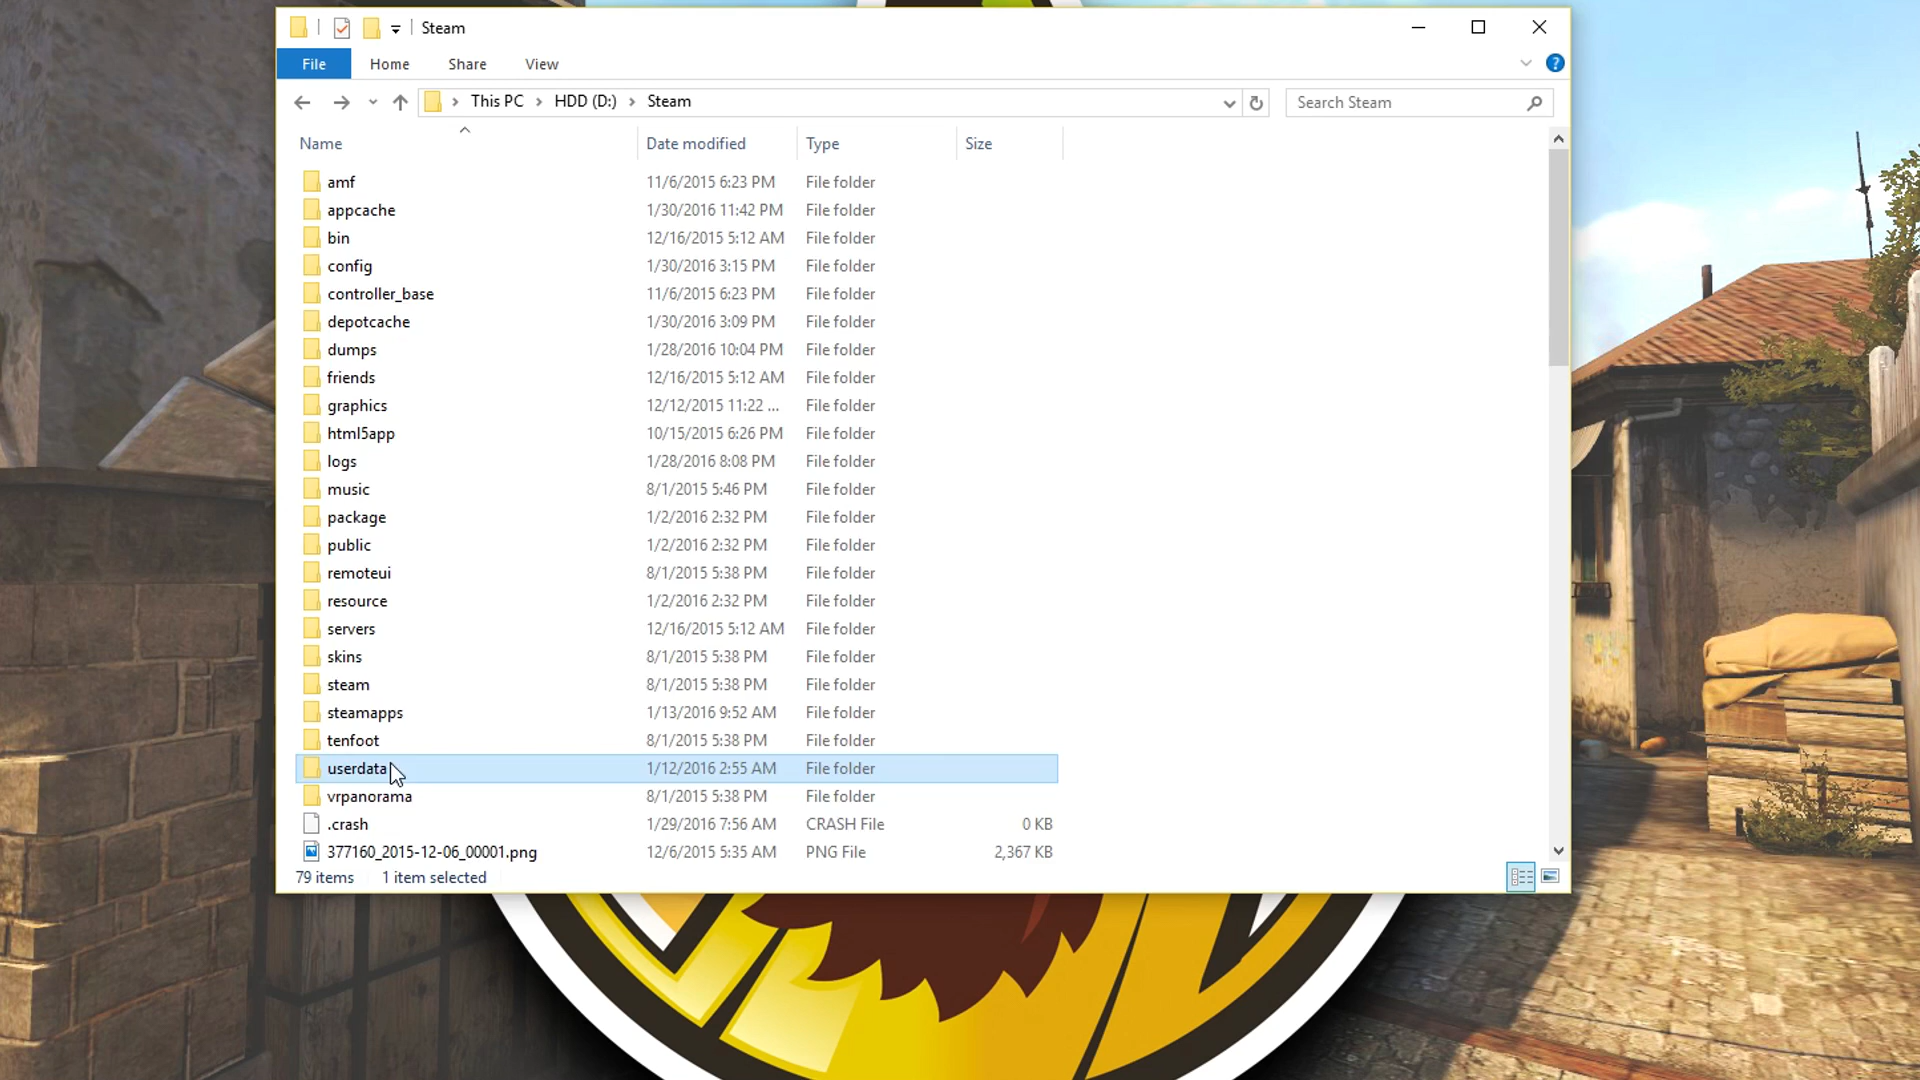 Steam
File Home Share View
This PC > HDD (D:) > Steam
Search Steam
Name Date modified Type Size
amf 11/6/2015 6:23 PM File folder
appcache 1/30/2016 11:42 PM File folder
bin 12/16/2015 5:12 AM File folder
config 1/30/2016 3:15 PM File folder
controller_base 11/6/2015 6:23 PM File folder
depotcache 1/30/2016 3:09 PM File folder
dumps 1/28/2016 10:04 PM File folder
friends 12/16/2015 5:12 AM File folder
graphics 12/12/2015 11:22 ... File folder
html5app 10/15/2015 6:26 PM File folder
logs 1/28/2016 8:08 PM File folder
music 8/1/2015 5:46 PM File folder
package 1/2/2016 2:32 PM File folder
public 1/2/2016 2:32 PM File folder
remoteui 8/1/2015 5:38 PM File folder
resource 1/2/2016 2:32 PM File folder
servers 12/16/2015 5:12 AM File folder
skins 8/1/2015 5:38 PM File folder
steam 8/1/2015 5:38 PM File folder
steamapps 1/13/2016 9:52 AM File folder
tenfoot 8/1/2015 5:38 PM File folder
userdata 1/12/2016 2:55 AM File folder
vrpanorama 8/1/2015 5:38 PM File folder
.crash 1/29/2016 7:56 AM CRASH File 0 KB
377160_2015-12-06_00001.png 12/6/2015 5:35 AM PNG File 2,367 KB
79 items 1 item selected